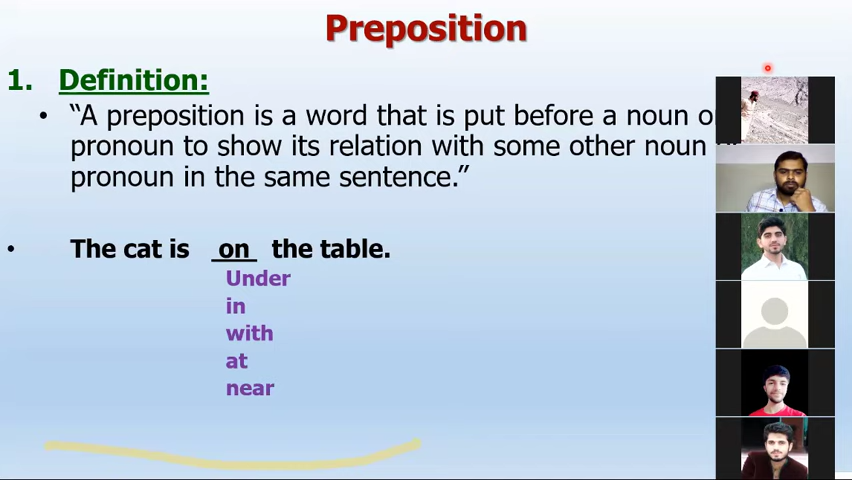 Preposition
1. Definition:
• “A preposition is a word that is put before a noun or
pronoun to show its relation with some other noun
pronoun in the same sentence.”
• The cat is on the table.
Under
in
with
at
near